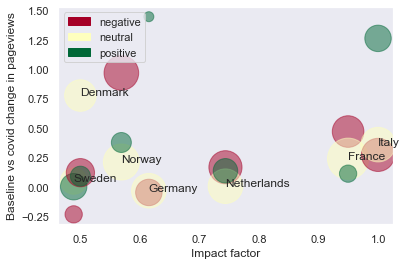 Baseline vs covid change in pageviews
1.50
1.25
1.00
0.75
0.50
0.25
0.00
−0.25
negative
neutral
positive
Denmark
Italy
Norway
France
Sweden
Germany
Netherlands
0.5
0.6
0.7
0.8
0.9
1.0
Impact factor